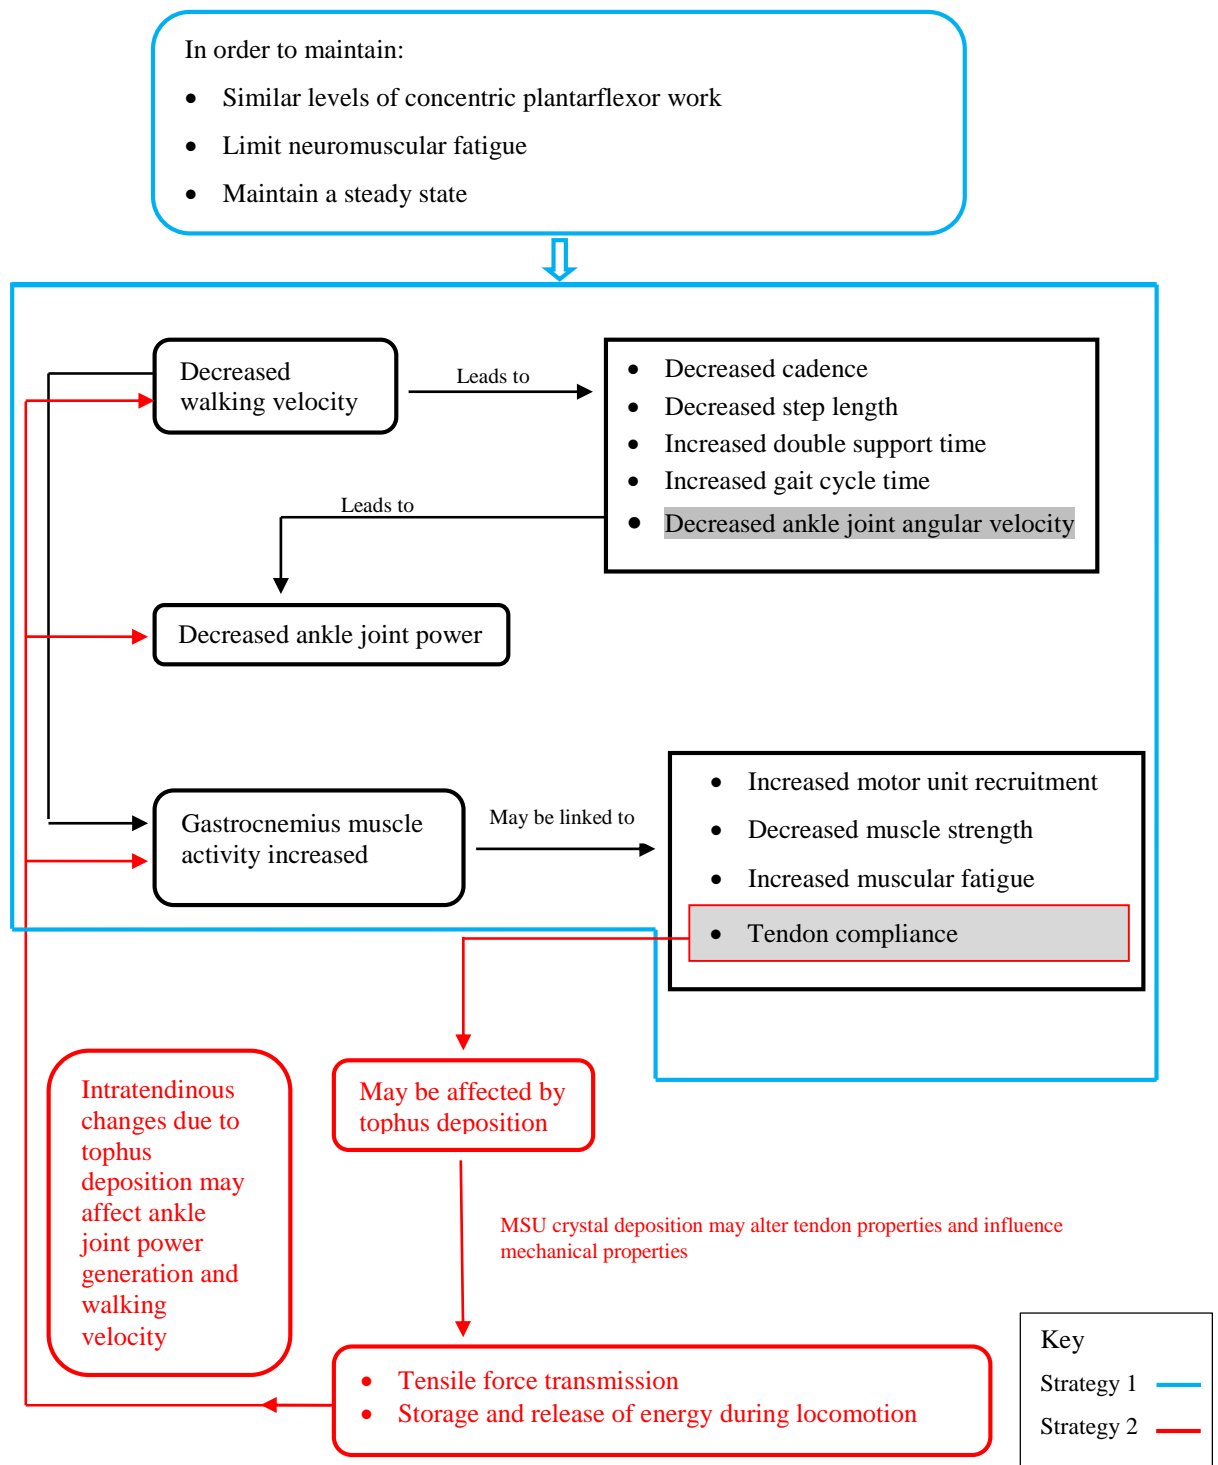 In order to maintain:
• Similar levels of concentric plantarflexor work
• Limit neuromuscular fatigue
• Maintain a steady state
Decreased
walking velocity
Leads to
• Decreased cadence
• Decreased step length
• Increased double support time
• Increased gait cycle time
• Decreased ankle joint angular velocity
Leads to
Decreased ankle joint power
Gastrocnemius muscle
activity increased
May be linked to
• Increased motor unit recruitment
• Decreased muscle strength
• Increased muscular fatigue
• Tendon compliance
May be affected by
tophus deposition
Intratendinous
changes due to
tophus
deposition may
affect ankle
joint power
generation and
walking
velocity
MSU crystal deposition may alter tendon properties and influence
mechanical properties
• Tensile force transmission
• Storage and release of energy during locomotion
Key
Strategy 1
Strategy 2